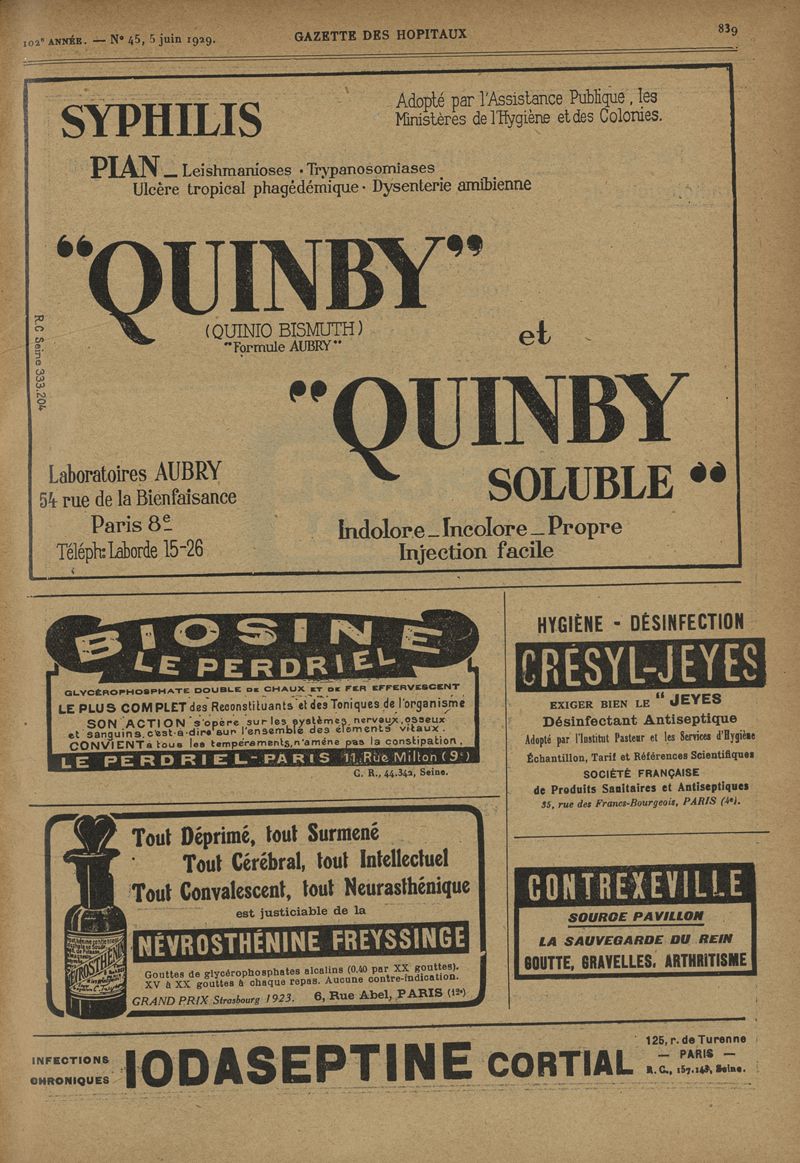 102e ANNÉE. — N° 45, 5 juin 1929.
GAZETTE DES HOPITAUX
839
SYPHILIS
Adopté par l'Assistance Publique, les
Ministères de l'Hygiène et des Colonies.
PIAN _ Leishmanioses • Trypanosomiases
Ulcère tropical phagédémique • Dysenterie amibienne
"QUINBY"
(QUINIO BISMUTH)
"Formule AUBRY"
et
R.C Seine 333.204
"QUINBY
SOLUBLE "
Laboratoires AUBRY
54 rue de la Bienfaisance
Paris 8e
Téléph: Laborde 15-26
Indolore _ Incolore _ Propre
Injection facile
BIOSINE
LE PERDRIEL
GLYCÉROPHOSPHATE DOUBLE DE CHAUX ET DE FER EFFERVESCENT
LE PLUS COMPLET des Reconstituants et des Toniques de l'organisme
SON ACTION s'opère sur les systèmes nerveux, osseux
et sanguins, c'est-à-dire sur l'ensemble des éléments vitaux.
CONVIENT à tous les tempéraments, n'amène pas la constipation.
LE PERDRIEL - PARIS 11, Rue Milton (9e)
C. R., 44.342, Seine.
HYGIÈNE - DÉSINFECTION
CRÉSYL-JEYES
EXIGER BIEN LE " JEYES
Désinfectant Antiseptique
Adopté par l'Institut Pasteur et les Services d'Hygiène
Échantillon, Tarif et Références Scientifiques
SOCIÉTÉ FRANÇAISE
de Produits Sanitaires et Antiseptiques
35, rue des Francs-Bourgeois, PARIS (4e).
Tout Déprimé, tout Surmené
Tout Cérébral, tout Intellectuel
Tout Convalescent, tout Neurasthénique
est justiciable de la
NÉVROSTHÉNINE FREYSSINGE
Gouttes de glycérophosphates alcalins (0.40 par XX gouttes).
XV à XX gouttes à chaque repas. Aucune contre-indication.
GRAND PRIX Strasbourg 1923. 6, Rue Abel, PARIS (12e)
CONTREXEVILLE
SOURCE PAVILLON
LA SAUVEGARDE DU REIN
GOUTTE, GRAVELLES, ARTHRITISME
INFECTIONS
CHRONIQUES
IODASEPTINE CORTIAL
125, r. de Turenne
— PARIS —
R. C., 157.148, Seine.